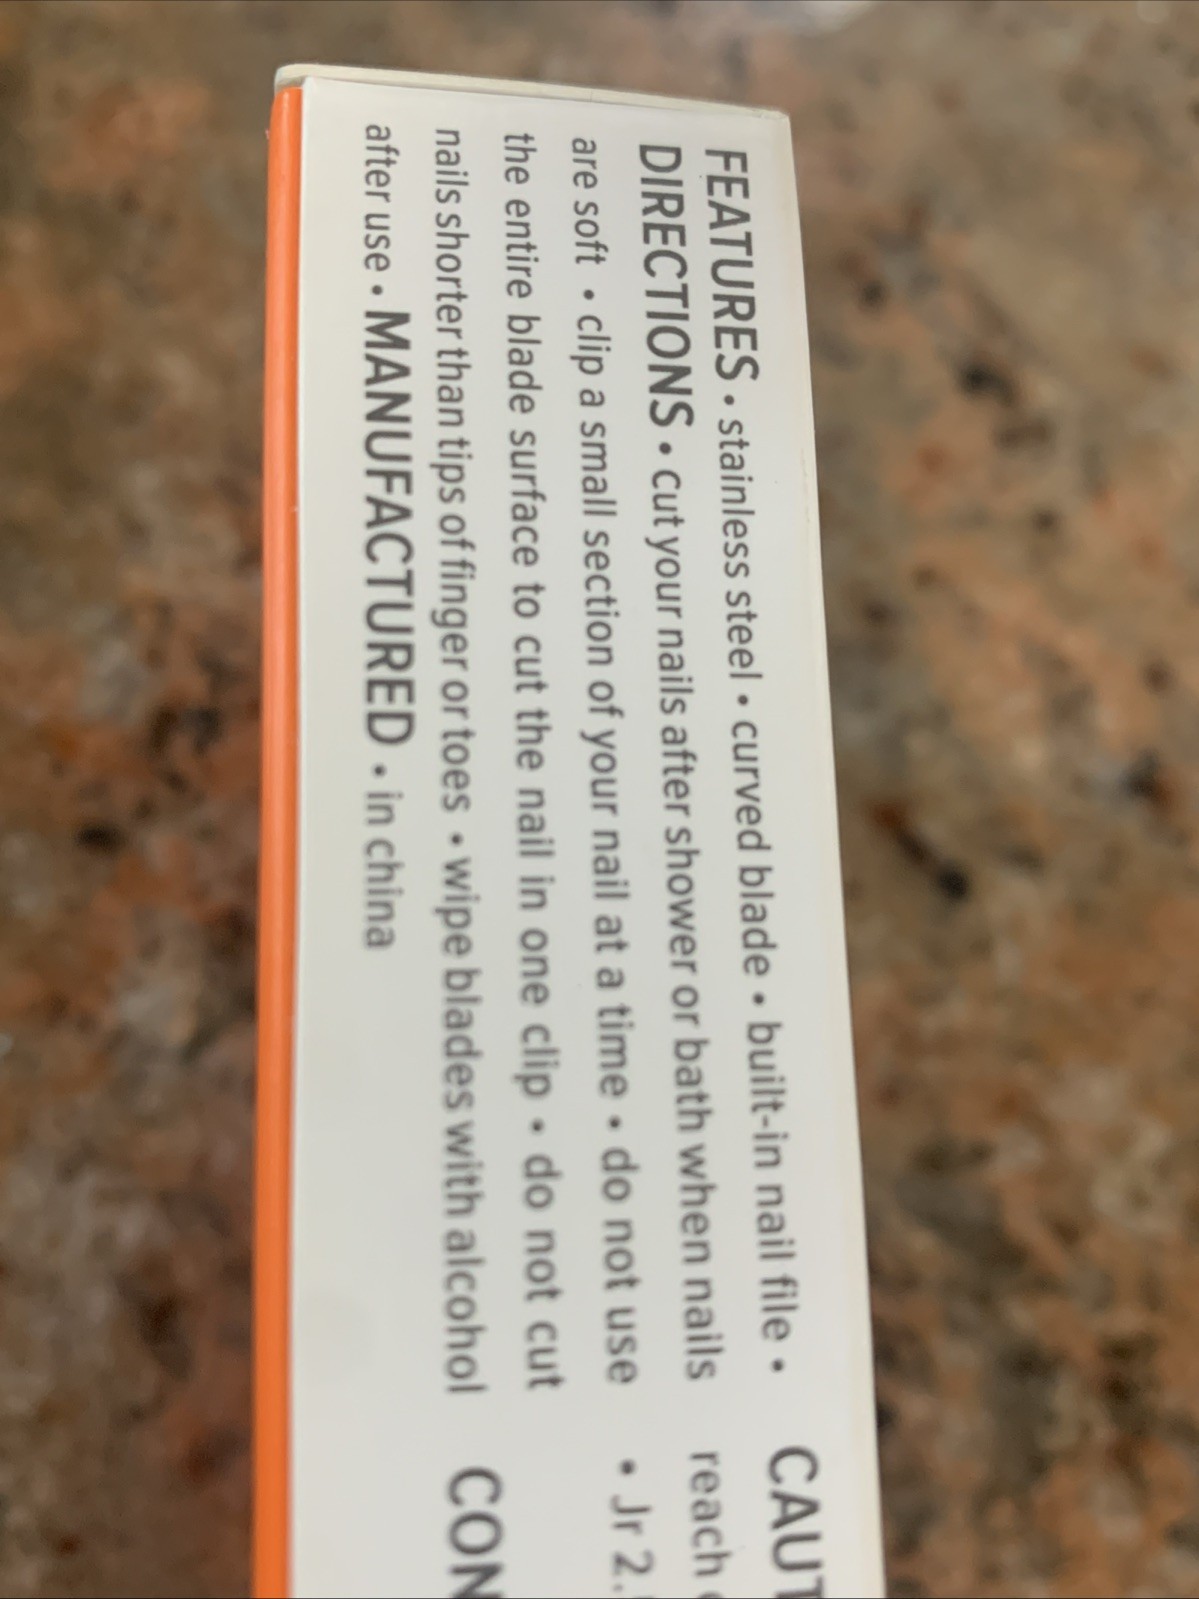 FEATURES • stainless steel • curved blade • built-in nail file •
DIRECTIONS • cut your nails after shower or bath when nails
are soft • clip a small section of your nail at a time • do not use
the entire blade surface to cut the nail in one clip • do not cut
nails shorter than tips of finger or toes • wipe blades with alcohol
after use • MANUFACTURED • in china
reach
• Jr 2.